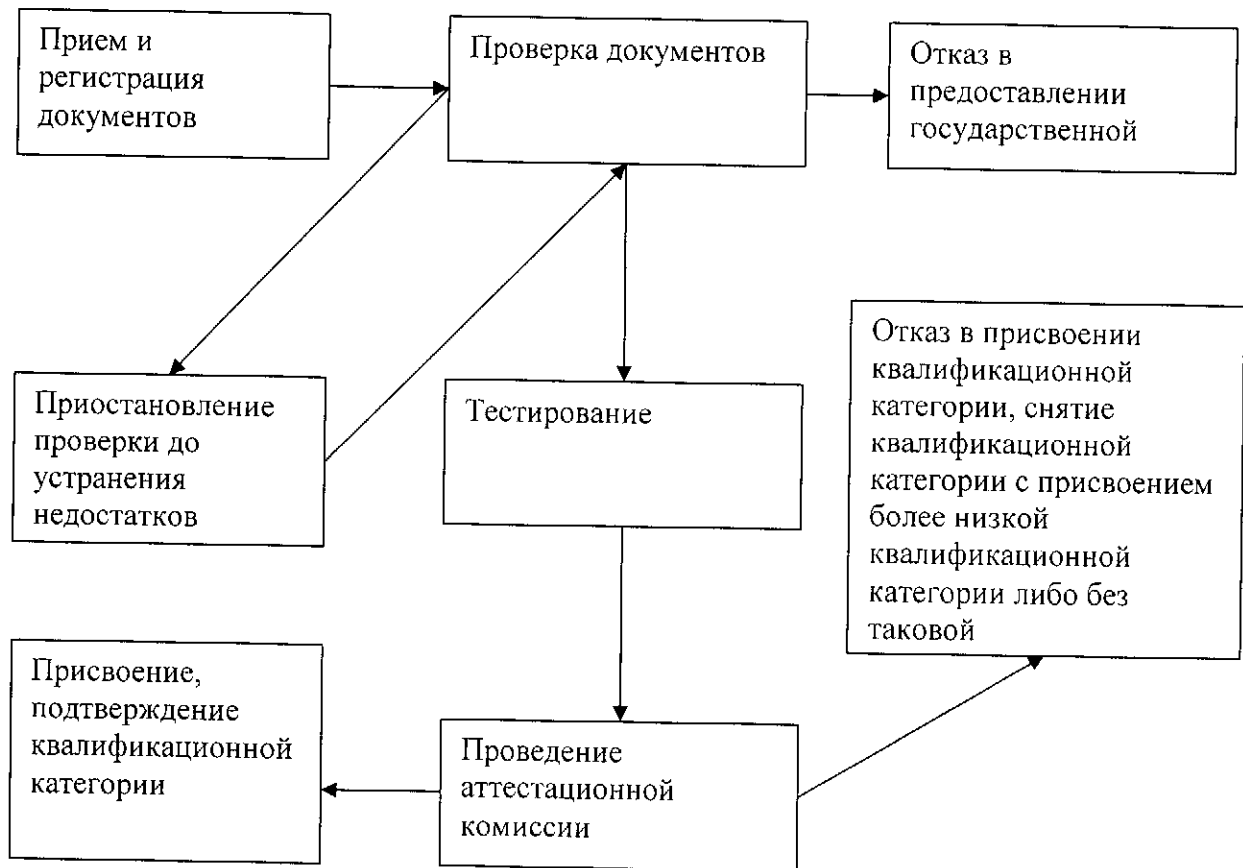 Прием и
регистрация
документов
Проверка документов
Отказ в
предоставлении
государственной
Приостановление
проверки до
устранения
недостатков
Тестирование
Отказ в присвоении
квалификационной
категории, снятие
квалификационной
категории с присвоением
более низкой
квалификационной
категории либо без
таковой
Присвоение,
подтверждение
квалификационной
категории
Проведение
аттестационной
комиссии